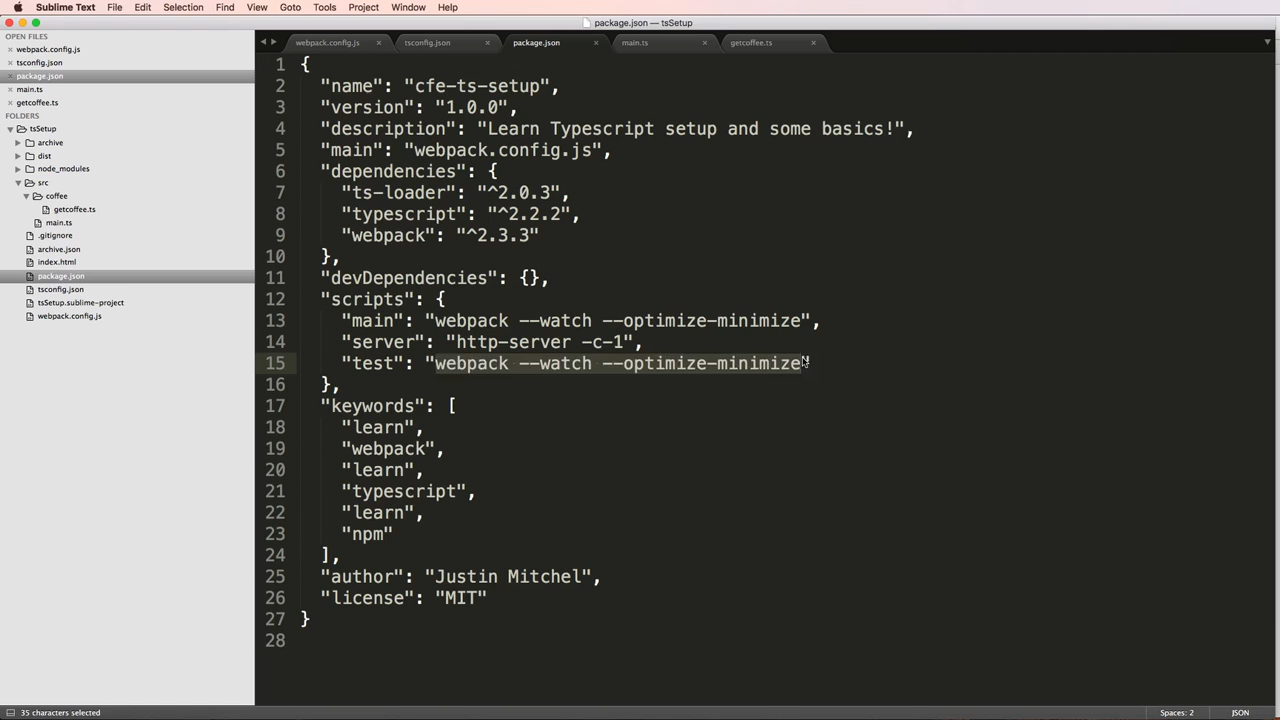 Sublime Text File Edit Selection Find View Goto Tools Project Window Help
package.json — tsSetup
OPEN FILES
webpack.config.js
tsconfig.json
package.json
main.ts
getcoffee.ts
FOLDERS
tsSetup
archive
dist
node_modules
src
coffee
getcoffee.ts
main.ts
.gitignore
archive.json
index.html
package.json
tsconfig.json
tsSetup.sublime-project
webpack.config.js
webpack.config.js tsconfig.json package.json main.ts getcoffee.ts
1 {
2 "name": "cfe-ts-setup",
3 "version": "1.0.0",
4 "description": "Learn Typescript setup and some basics!",
5 "main": "webpack.config.js",
6 "dependencies": {
7 "ts-loader": "^2.0.3",
8 "typescript": "^2.2.2",
9 "webpack": "^2.3.3"
10 },
11 "devDependencies": {},
12 "scripts": {
13 "main": "webpack --watch --optimize-minimize",
14 "server": "http-server -c-1",
15 "test": "webpack --watch --optimize-minimize"
16 },
17 "keywords": [
18 "learn",
19 "webpack",
20 "learn",
21 "typescript",
22 "learn",
23 "npm"
24 ],
25 "author": "Justin Mitchel",
26 "license": "MIT"
27 }
28
35 characters selected
Spaces: 2 JSON